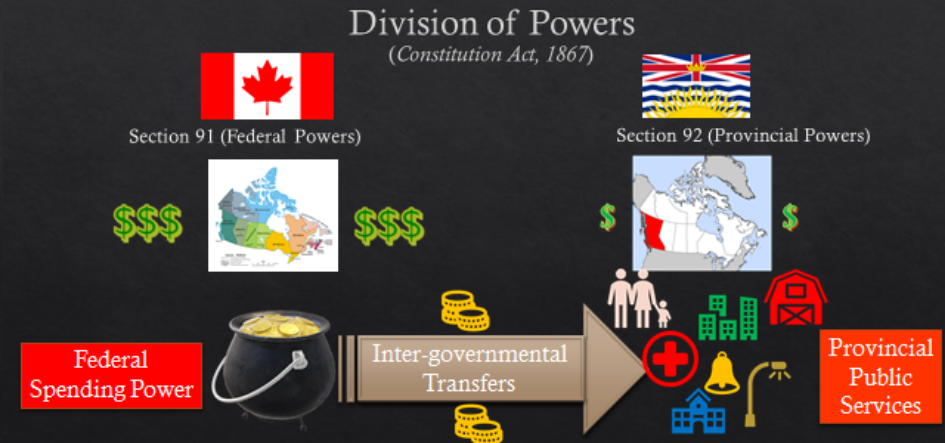 Division of Powers
(Constitution Act, 1867)
Section 91 (Federal Powers)
Section 92 (Provincial Powers)
$$$
$$$
$
$
Federal
Spending Power
Inter-governmental
Transfers
Provincial
Public
Services